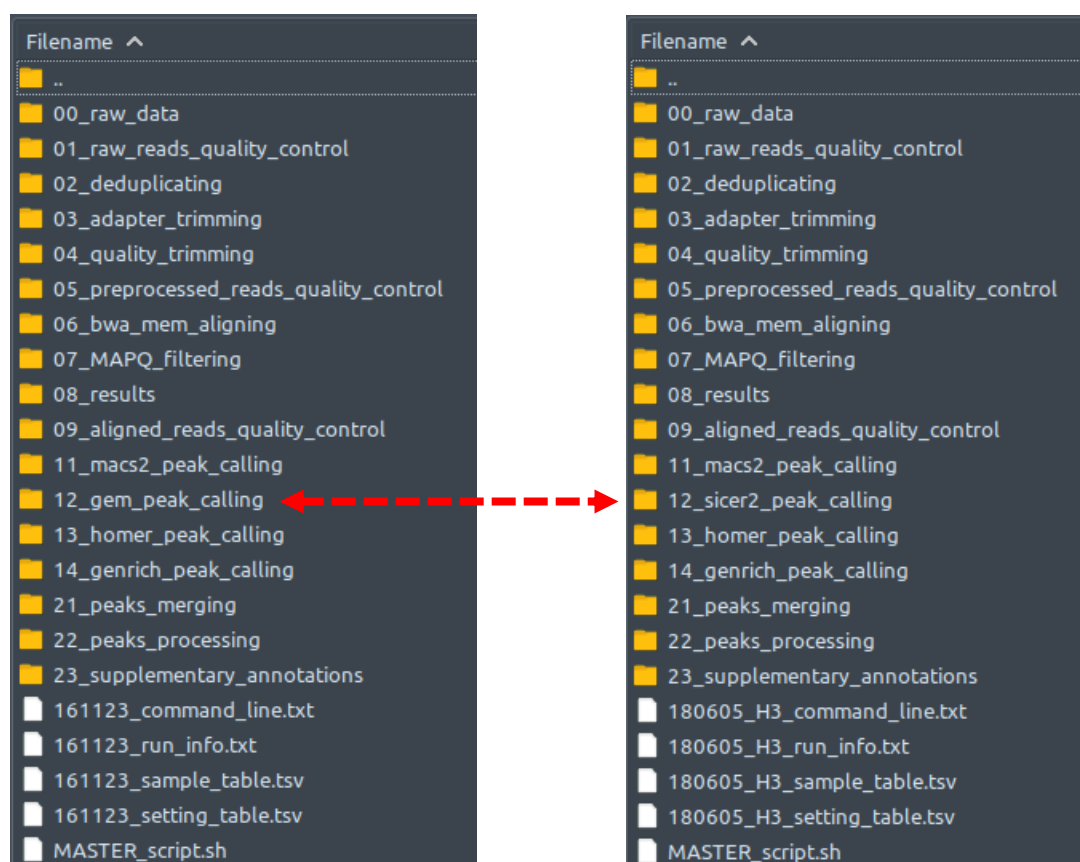 Filename
..
00_raw_data
01_raw_reads_quality_control
02_deduplicating
03_adapter_trimming
04_quality_trimming
05_preprocessed_reads_quality_control
06_bwa_mem_aligning
07_MAPQ_filtering
08_results
09_aligned_reads_quality_control
11_macs2_peak_calling
12_gem_peak_calling
13_homer_peak_calling
14_genrich_peak_calling
21_peaks_merging
22_peaks_processing
23_supplementary_annotations
161123_command_line.txt
161123_run_info.txt
161123_sample_table.tsv
161123_setting_table.tsv
MASTER_script.sh
Filename
..
00_raw_data
01_raw_reads_quality_control
02_deduplicating
03_adapter_trimming
04_quality_trimming
05_preprocessed_reads_quality_control
06_bwa_mem_aligning
07_MAPQ_filtering
08_results
09_aligned_reads_quality_control
11_macs2_peak_calling
12_sicer2_peak_calling
13_homer_peak_calling
14_genrich_peak_calling
21_peaks_merging
22_peaks_processing
23_supplementary_annotations
180605_H3_command_line.txt
180605_H3_run_info.txt
180605_H3_sample_table.tsv
180605_H3_setting_table.tsv
MASTER_script.sh